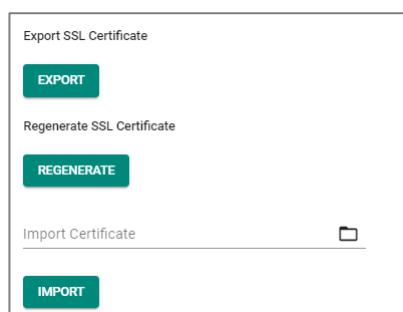 Export SSL Certificate
EXPORT
Regenerate SSL Certificate
REGENERATE
Import Certificate
IMPORT